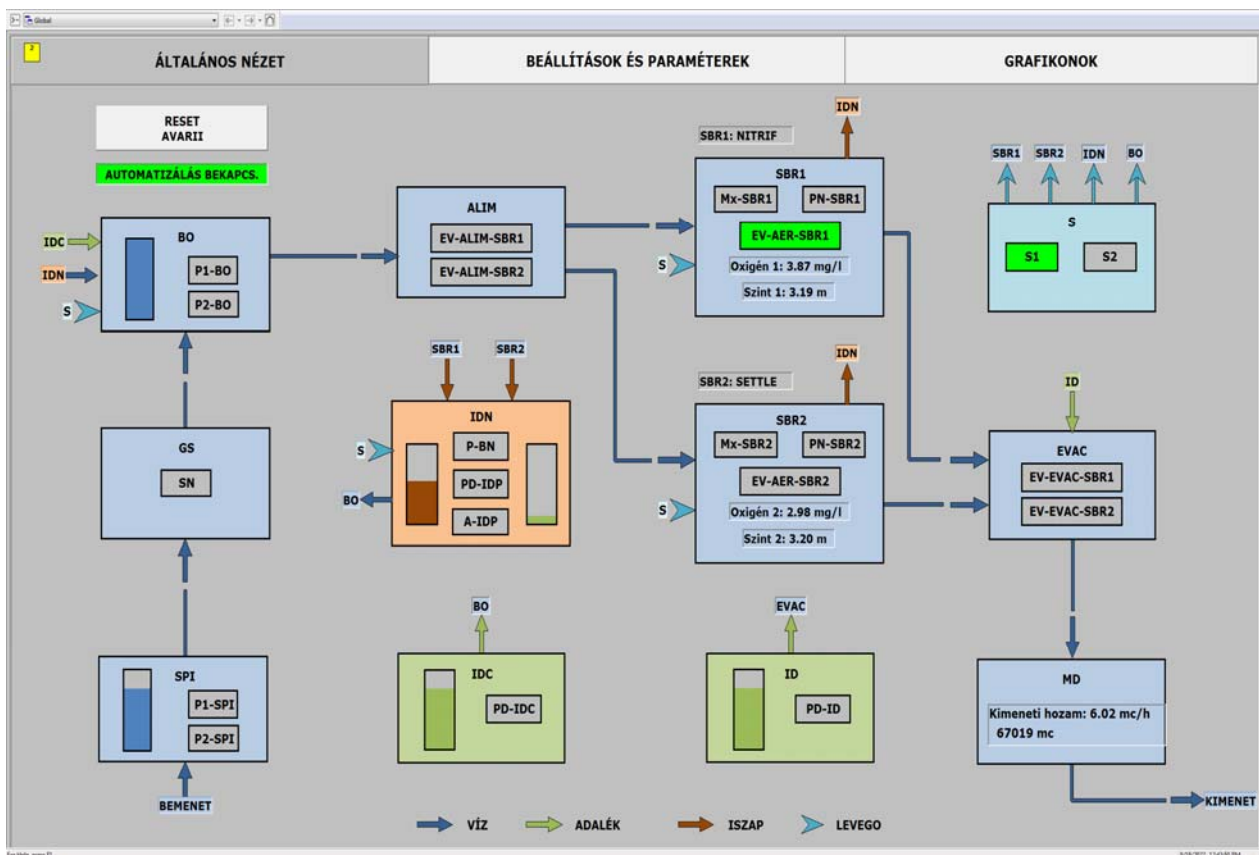 Global
2
ÁLTALÁNOS NÉZET
BEÁLLÍTÁSOK ÉS PARAMÉTEREK
GRAFIKONOK
RESET
AVARII
AUTOMATIZÁLÁS BEKAPCS.
IDC
IDN
S
BO
P1-BO
P2-BO
ALIM
EV-ALIM-SBR1
EV-ALIM-SBR2
SBR1: NITRIF
IDN
SBR1
Mx-SBR1
PN-SBR1
EV-AER-SBR1
Oxigén 1: 3.87 mg/l
Szint 1: 3.19 m
S
SBR1
SBR2
IDN
BO
S
S1
S2
GS
SN
SBR1
SBR2
IDN
S
BO
P-BN
PD-IDP
A-IDP
SBR2: SETTLE
IDN
SBR2
Mx-SBR2
PN-SBR2
EV-AER-SBR2
Oxigén 2: 2.98 mg/l
Szint 2: 3.20 m
S
ID
EVAC
EV-EVAC-SBR1
EV-EVAC-SBR2
SPI
P1-SPI
P2-SPI
BEMENET
BO
IDC
PD-IDC
EVAC
ID
PD-ID
MD
Kimeneti hozam: 6.02 mc/h
67019 mc
KIMENET
VÍZ
ADALÉK
ISZAP
LEVEGO